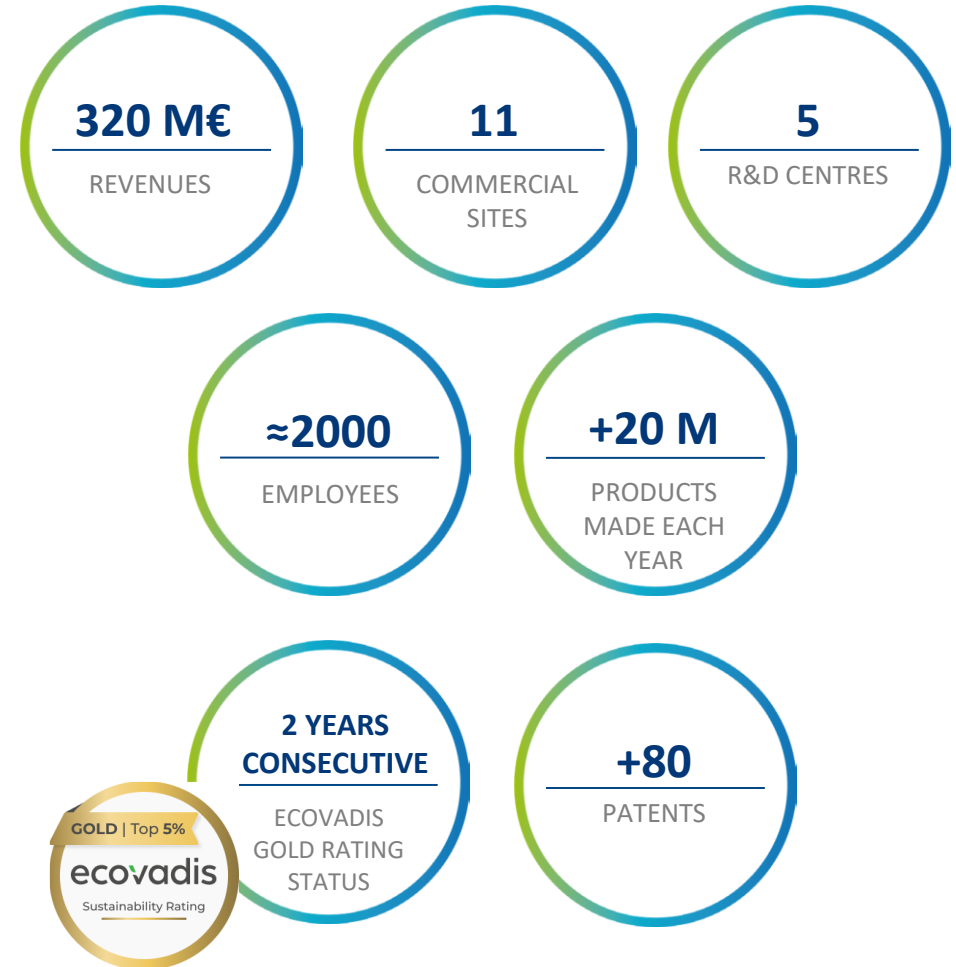 320 M€
REVENUES
11
COMMERCIAL
SITES
5
R&D CENTRES
≈2000
EMPLOYEES
+20 M
PRODUCTS
MADE EACH
YEAR
2 YEARS
CONSECUTIVE
ECOVADIS
GOLD RATING
STATUS
GOLD | Top 5%
ecovadis
Sustainability Rating
+80
PATENTS